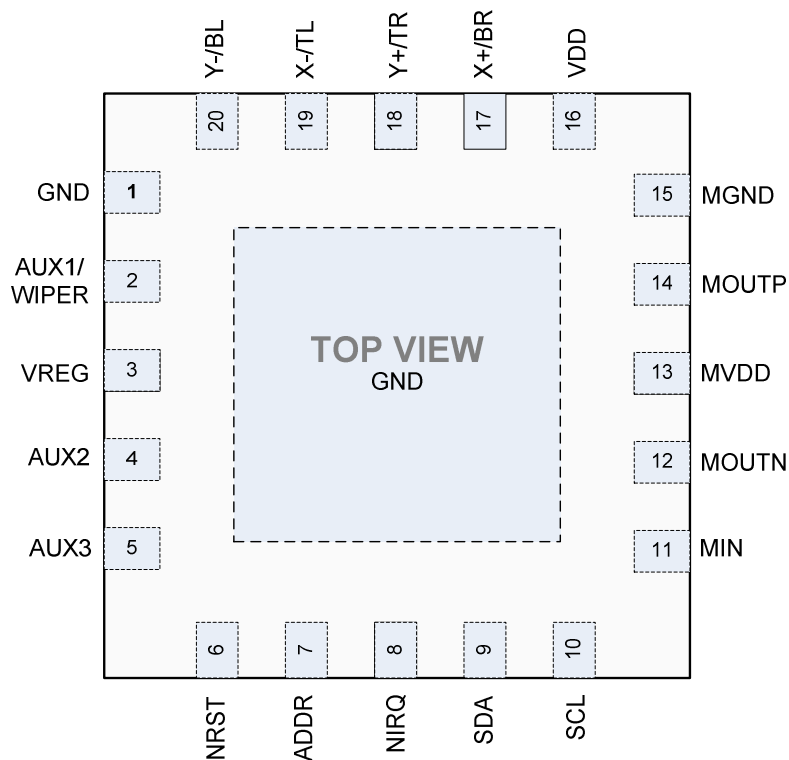 Y-/BL
X-/TL
Y+/TR
X+/BR
VDD
20
19
18
17
16
GND
1
15
MGND
AUX1/
WIPER
2
14
MOUTP
TOP VIEW
GND
VREG
3
13
MVDD
AUX2
4
12
MOUTN
AUX3
5
11
MIN
6
7
8
9
10
NRST
ADDR
NIRQ
SDA
SCL